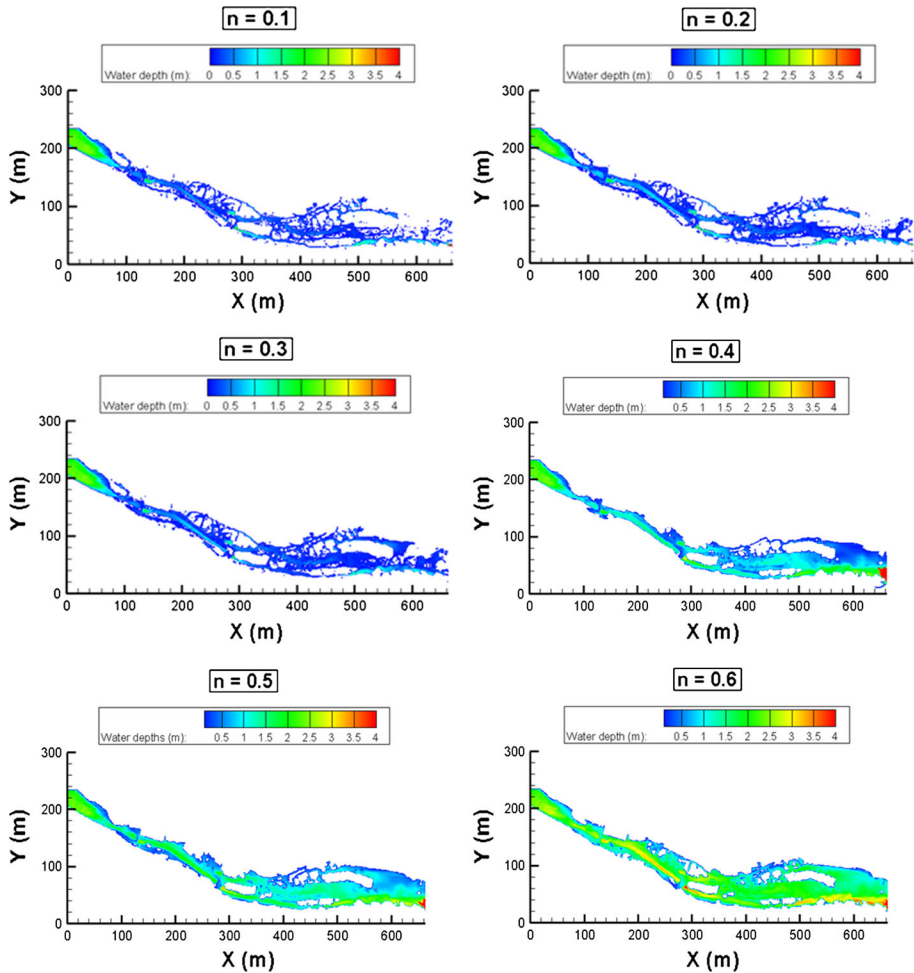 n = 0.1
Water depth (m): 0 0.5 1 1.5 2 2.5 3 3.5 4
300
200
100
0
Y (m)
0 100 200 300 400 500 600
X (m)
n = 0.2
Water depth (m): 0 0.5 1 1.5 2 2.5 3 3.5 4
300
200
100
0
Y (m)
0 100 200 300 400 500 600
X (m)
n = 0.3
Water depth (m): 0 0.5 1 1.5 2 2.5 3 3.5 4
300
200
100
0
Y (m)
0 100 200 300 400 500 600
X (m)
n = 0.4
Water depth (m): 0.5 1 1.5 2 2.5 3 3.5 4
300
200
100
0
Y (m)
0 100 200 300 400 500 600
X (m)
n = 0.5
Water depths (m): 0.5 1 1.5 2 2.5 3 3.5 4
300
200
100
0
Y (m)
0 100 200 300 400 500 600
X (m)
n = 0.6
Water depth (m): 0.5 1 1.5 2 2.5 3 3.5 4
300
200
100
0
Y (m)
0 100 200 300 400 500 600
X (m)